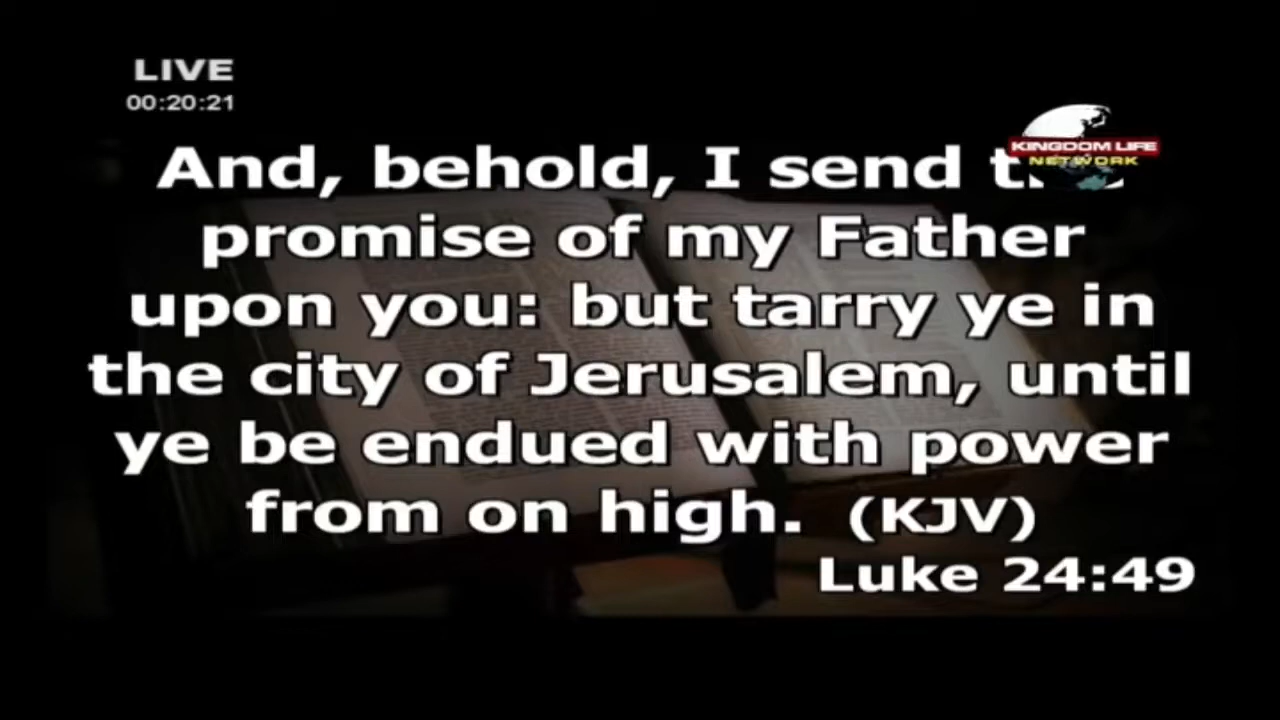 LIVE
00:20:21
KINGDOM LIFE
NETWORK
And, behold, I send
promise of my Father
upon you: but tarry ye in
the city of Jerusalem, until
ye be endued with power
from on high. (KJV)
Luke 24:49